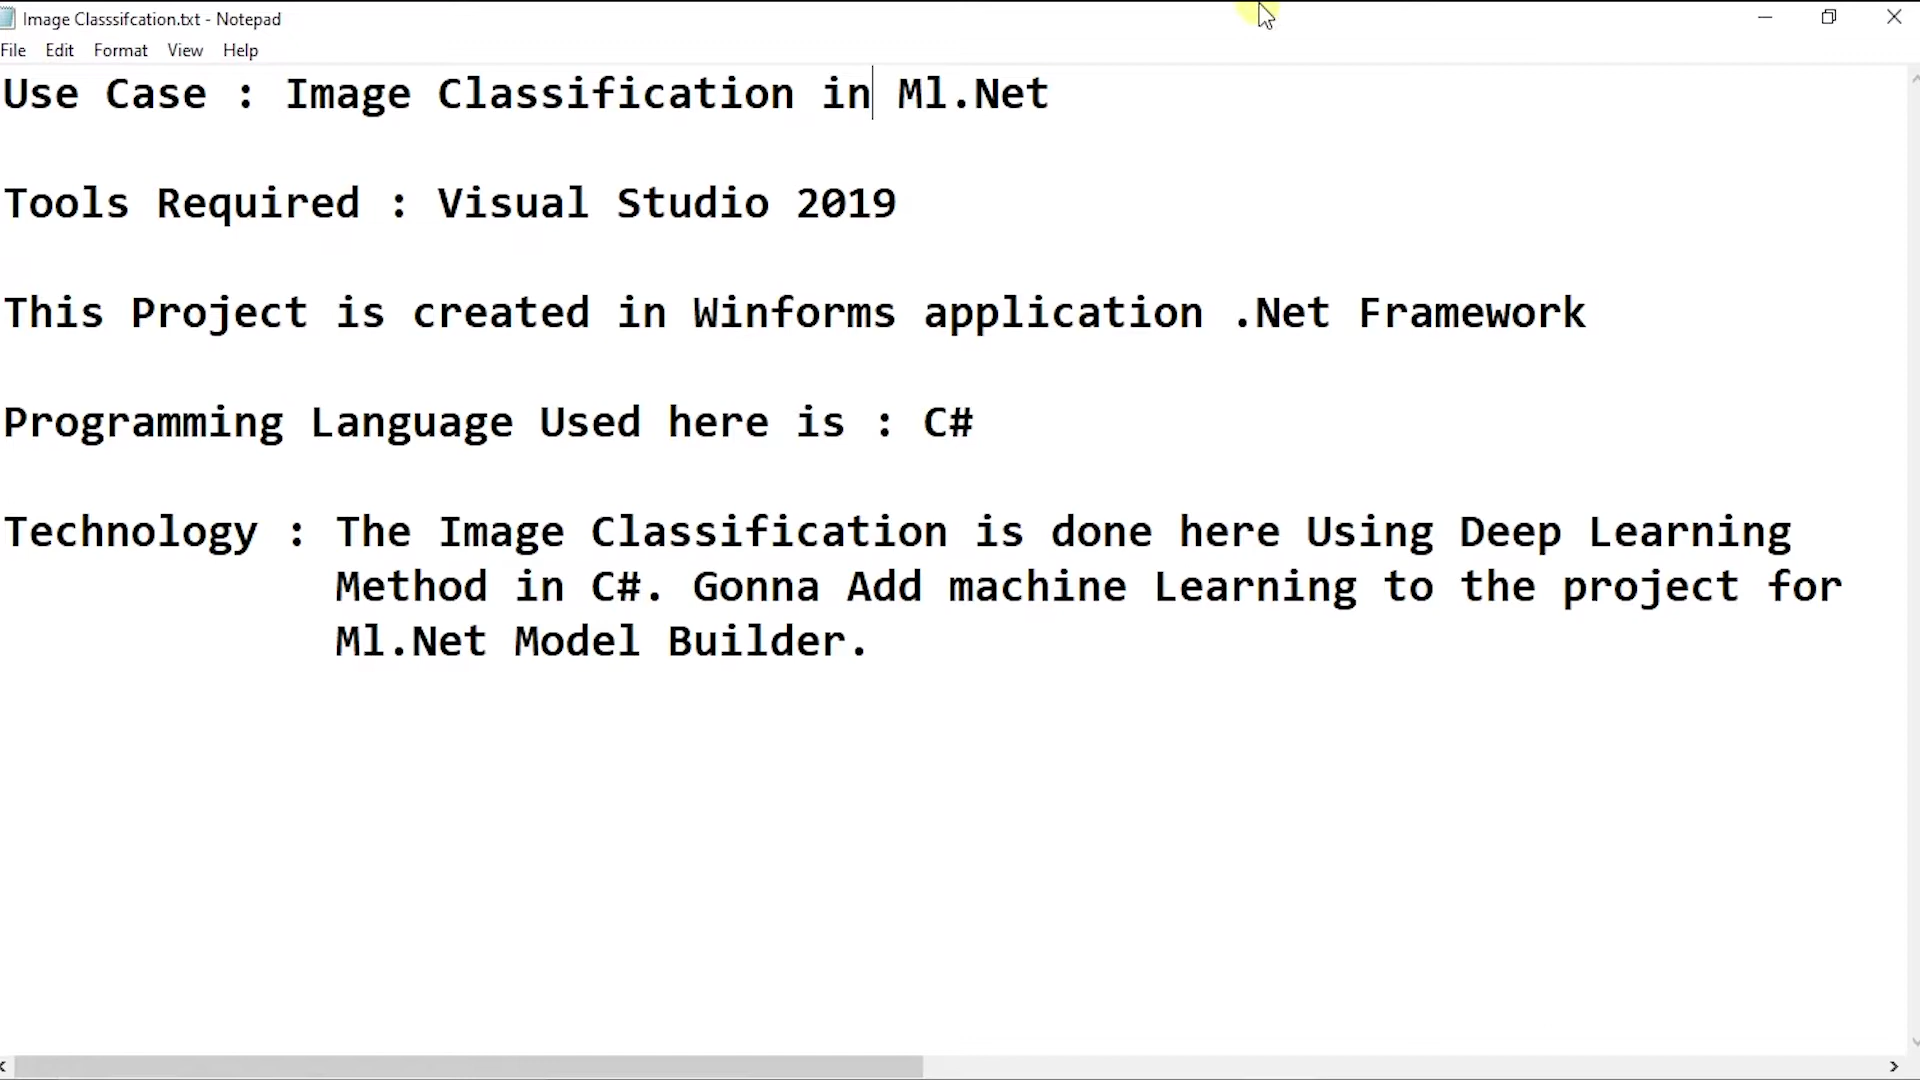 Image Classsifcation.txt - Notepad
File Edit Format View Help
Use Case : Image Classification in Ml.Net
Tools Required : Visual Studio 2019
This Project is created in Winforms application .Net Framework
Programming Language Used here is : C#
Technology : The Image Classification is done here Using Deep Learning
Method in C#. Gonna Add machine Learning to the project for
Ml.Net Model Builder.